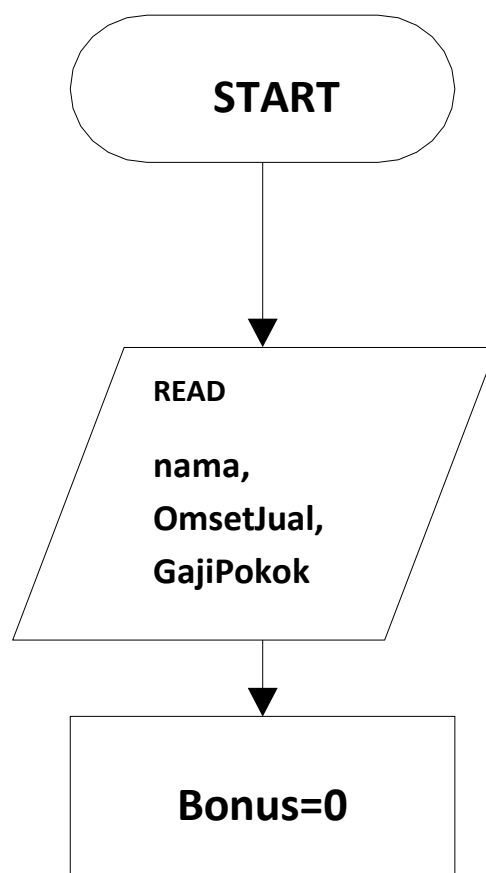 START
READ
nama,
OmsetJual,
GajiPokok
Bonus=0